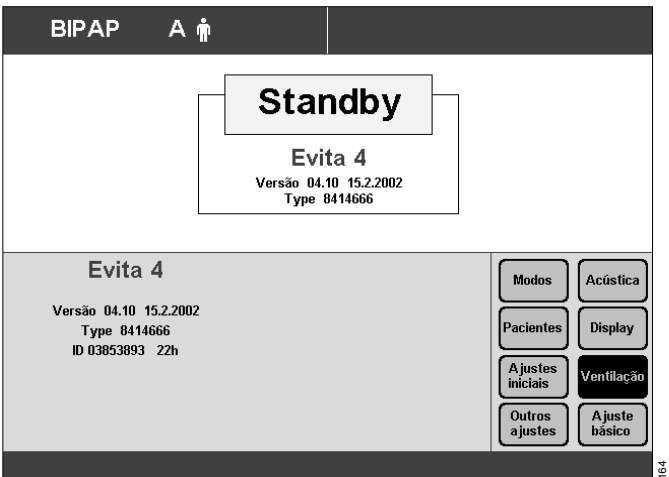 BIPAP A
Standby
Evita 4
Versão 04.10 15.2.2002
Type 8414666
Evita 4
Versão 04.10 15.2.2002
Type 8414666
ID 03853893 22h
Modos
Acústica
Pacientes
Display
Ajustes
iniciais
Ventilação
Outros
ajustes
Ajuste
básico
164